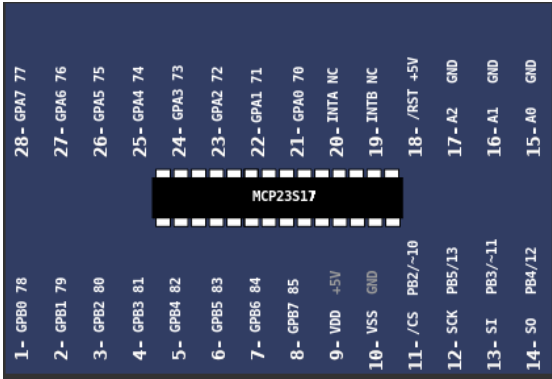 28- GPA7 77
27- GPA6 76
26- GPA5 75
25- GPA4 74
24- GPA3 73
23- GPA2 72
22- GPA1 71
21- GPA0 70
20- INTA NC
19- INTB NC
18- /RST +5V
17- A2 GND
16- A1 GND
15- A0 GND
MCP23S17
1- GPB0 78
2- GPB1 79
3- GPB2 80
4- GPB3 81
5- GPB4 82
6- GPB5 83
7- GPB6 84
8- GPB7 85
9- VDD +5V
10- VSS GND
11- /CS PB2/~10
12- SCK PB5/13
13- SI PB3/~11
14- SO PB4/12